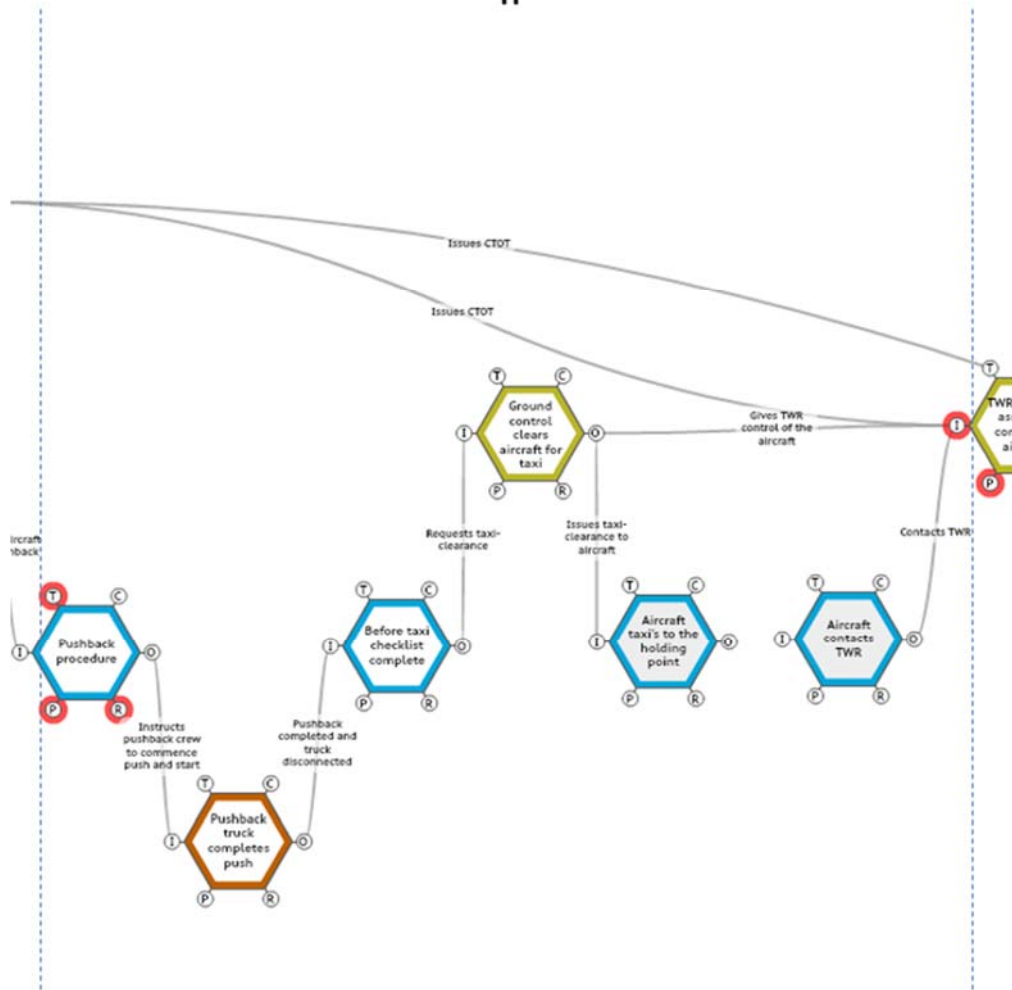 Issues CTOT
Issues CTOT
T
T
C
Ground
control
clears
aircraft for
taxi
I
O
P
R
Gives TWR
control of the
aircraft
I
TWR
P
Requests taxi-
clearance
Issues taxi-
clearance to
aircraft
Contacts TWR
T
C
Pushback
procedure
I
O
P
R
T
C
Before taxi
checklist
complete
I
O
P
R
T
C
Aircraft
taxi's to the
holding
point
I
O
P
R
T
C
Aircraft
contacts
TWR
I
O
P
R
Instructs
pushback crew
to commence
push and start
Pushback
completed and
truck
disconnected
T
C
Pushback
truck
completes
push
I
O
P
R